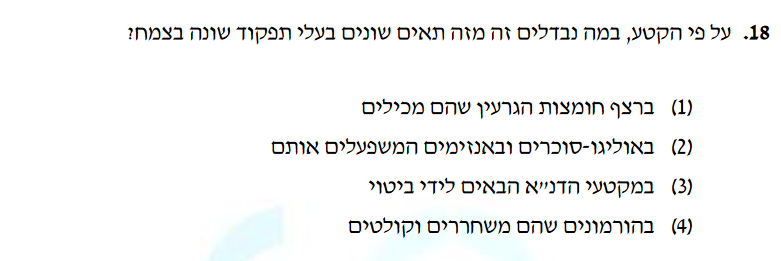 18. על פי הקטע, במה נבדלים זה מזה תאים שונים בעלי תפקוד שונה בצמח?
(1) ברצף חומצות הגרעין שהם מכילים
(2) באוליגו-סוכרים ובאנזימים המשפעלים אותם
(3) במקטעי הדנ״א הבאים לידי ביטוי
(4) בהורמונים שהם משחררים וקולטים